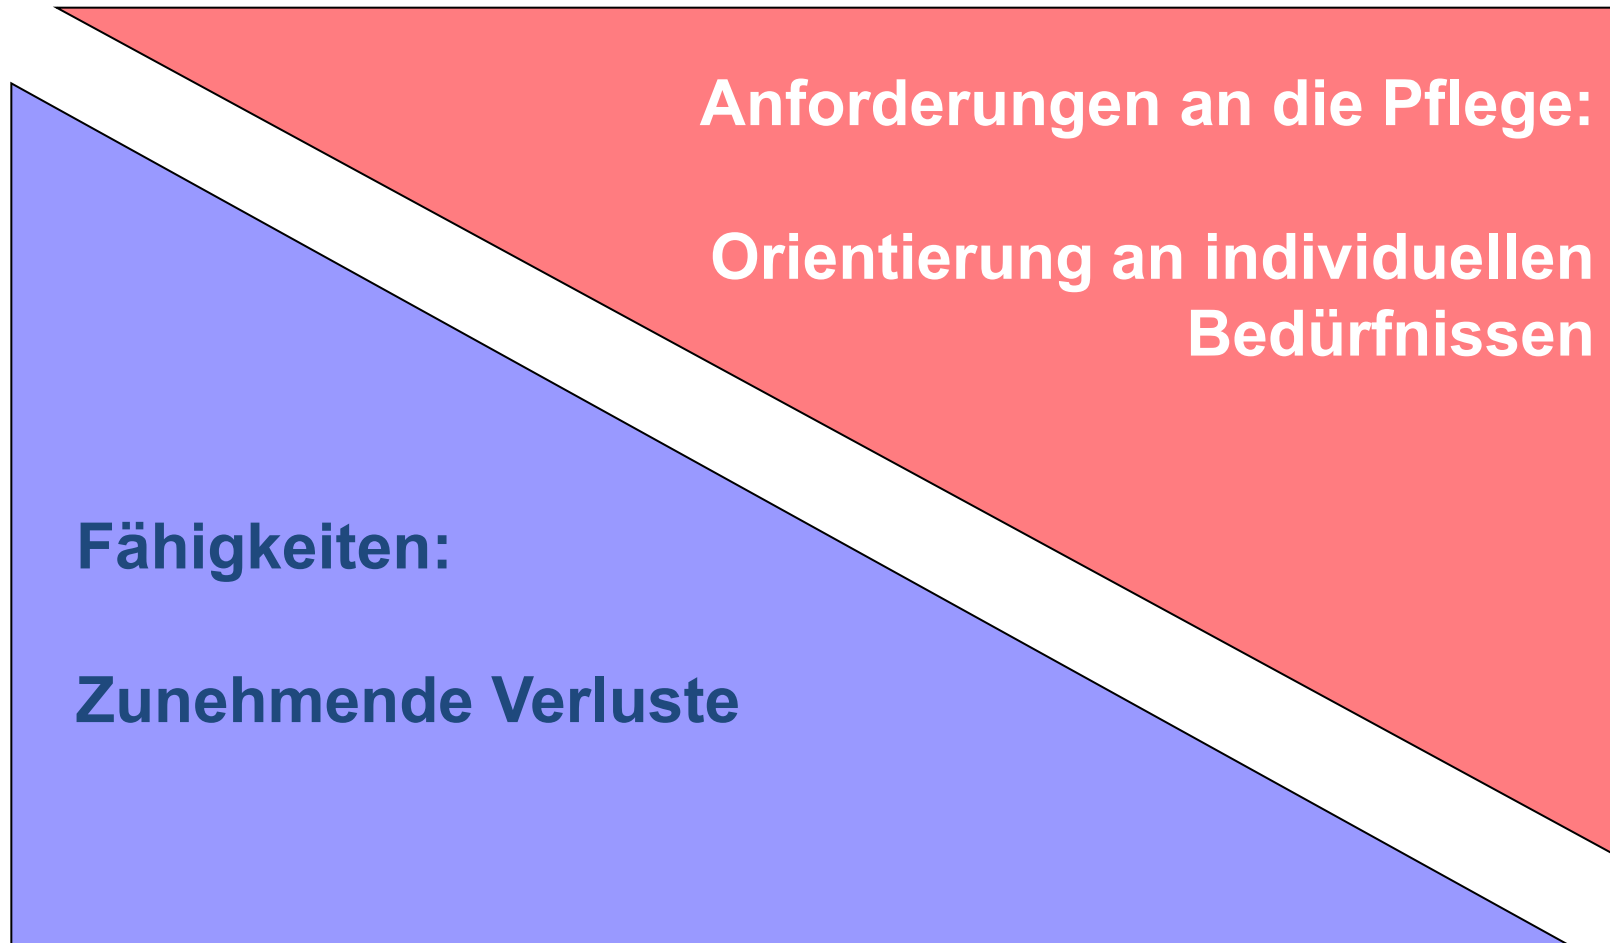 Anforderungen an die Pflege:
Orientierung an individuellen
Bedürfnissen
Fähigkeiten:
Zunehmende Verluste